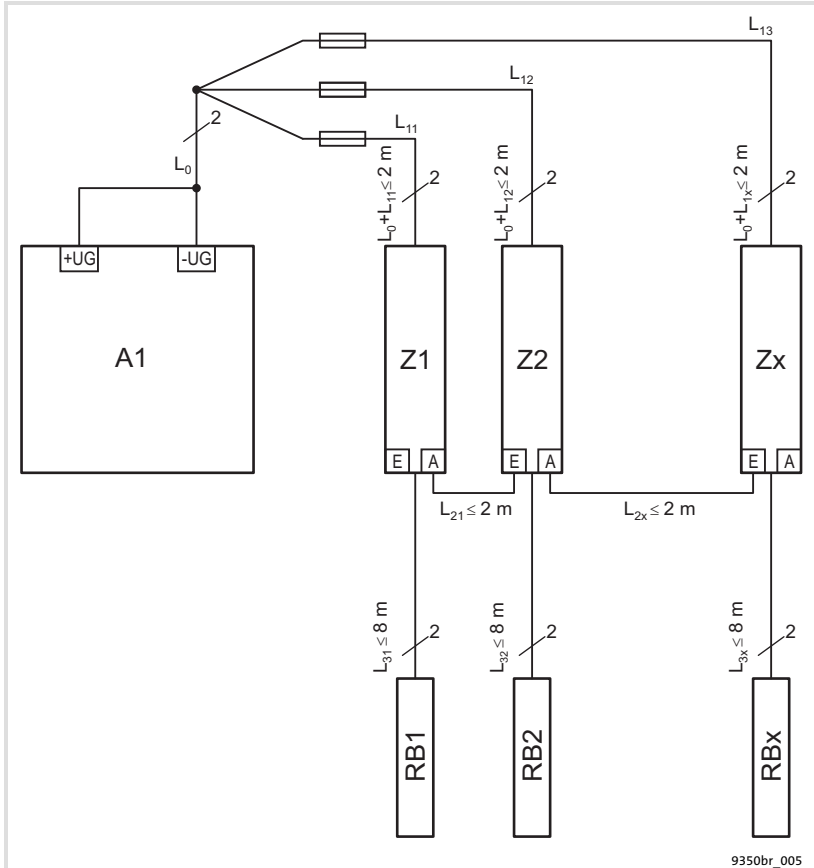 L13
L12
2
L11
L0
L0+L11≤ 2 m
2
L0+L12≤ 2 m
2
L0+L1x≤ 2 m
2
+UG
-UG
A1
Z1
Z2
Zx
E
A
E
A
E
A
L21 ≤ 2 m
L2x ≤ 2 m
L31 ≤ 8 m
2
L32 ≤ 8 m
2
L3x ≤ 8 m
2
RB1
RB2
RBx
9350br_005